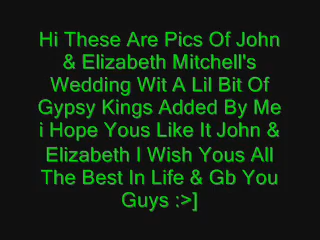 Hi These Are Pics Of John
& Elizabeth Mitchell's
Wedding Wit A Lil Bit Of
Gypsy Kings Added By Me
i Hope Yous Like It John &
Elizabeth I Wish Yous All
The Best In Life & Gb You
Guys :>]